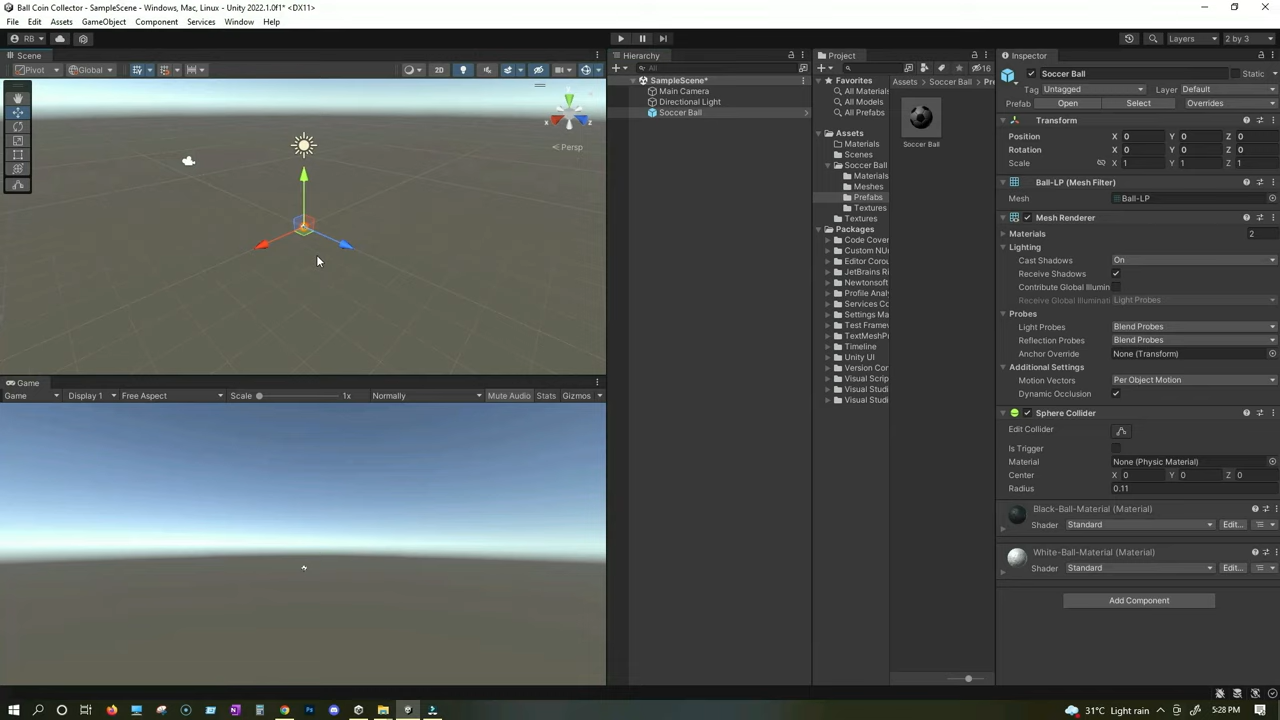 Ball Coin Collector - SampleScene - Windows, Mac, Linux - Unity 2022.1.0f1* <DX11>
File Edit Assets GameObject Component Services Window Help
RB Layers 2 by 3
Scene
Pivot Global 2D
x y z
Persp
Hierarchy
All
SampleScene*
Main Camera
Directional Light
Soccer Ball
Project
16
Favorites
All Materials
All Models
All Prefabs
Assets
Materials
Scenes
Soccer Ball
Materials
Meshes
Prefabs
Textures
Textures
Packages
Code Cover
Custom NU
Editor Corou
JetBrains Ri
Newtonsoft
Profile Anal
Services Co
Settings Ma
Test Framew
TextMeshPr
Timeline
Unity UI
Version Con
Visual Scrip
Visual Studi
Visual Studi
Assets Soccer Ball Pre
Soccer Ball
Inspector
Soccer Ball Static
Tag Untagged Layer Default
Prefab Open Select Overrides
Transform
Position X 0 Y 0 Z 0
Rotation X 0 Y 0 Z 0
Scale X 1 Y 1 Z 1
Ball-LP (Mesh Filter)
Mesh Ball-LP
Mesh Renderer
Materials 2
Lighting
Cast Shadows On
Receive Shadows
Contribute Global Illumin
Receive Global Illuminati Light Probes
Probes
Light Probes Blend Probes
Reflection Probes Blend Probes
Anchor Override None (Transform)
Additional Settings
Motion Vectors Per Object Motion
Dynamic Occlusion
Sphere Collider
Edit Collider
Is Trigger
Material None (Physic Material)
Center X 0 Y 0 Z 0
Radius 0.11
Black-Ball-Material (Material)
Shader Standard Edit...
White-Ball-Material (Material)
Shader Standard Edit...
Add Component
Game
Game Display 1 Free Aspect Scale 1x Normally Mute Audio Stats Gizmos
31°C Light rain 5:28 PM